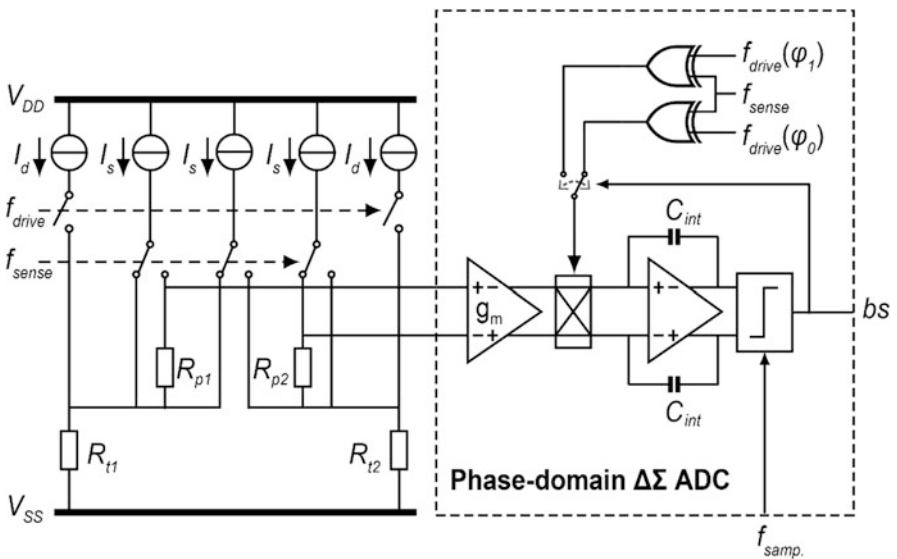 f_drive(φ_1)
f_sense
f_drive(φ_0)
V_DD
I_d I_s I_s I_s I_d
f_drive
f_sense
C_int
+ − + −
g_m
bs
− + − +
R_p1 R_p2
C_int
R_t1 R_t2
Phase-domain ΔΣ ADC
V_SS
f_samp.